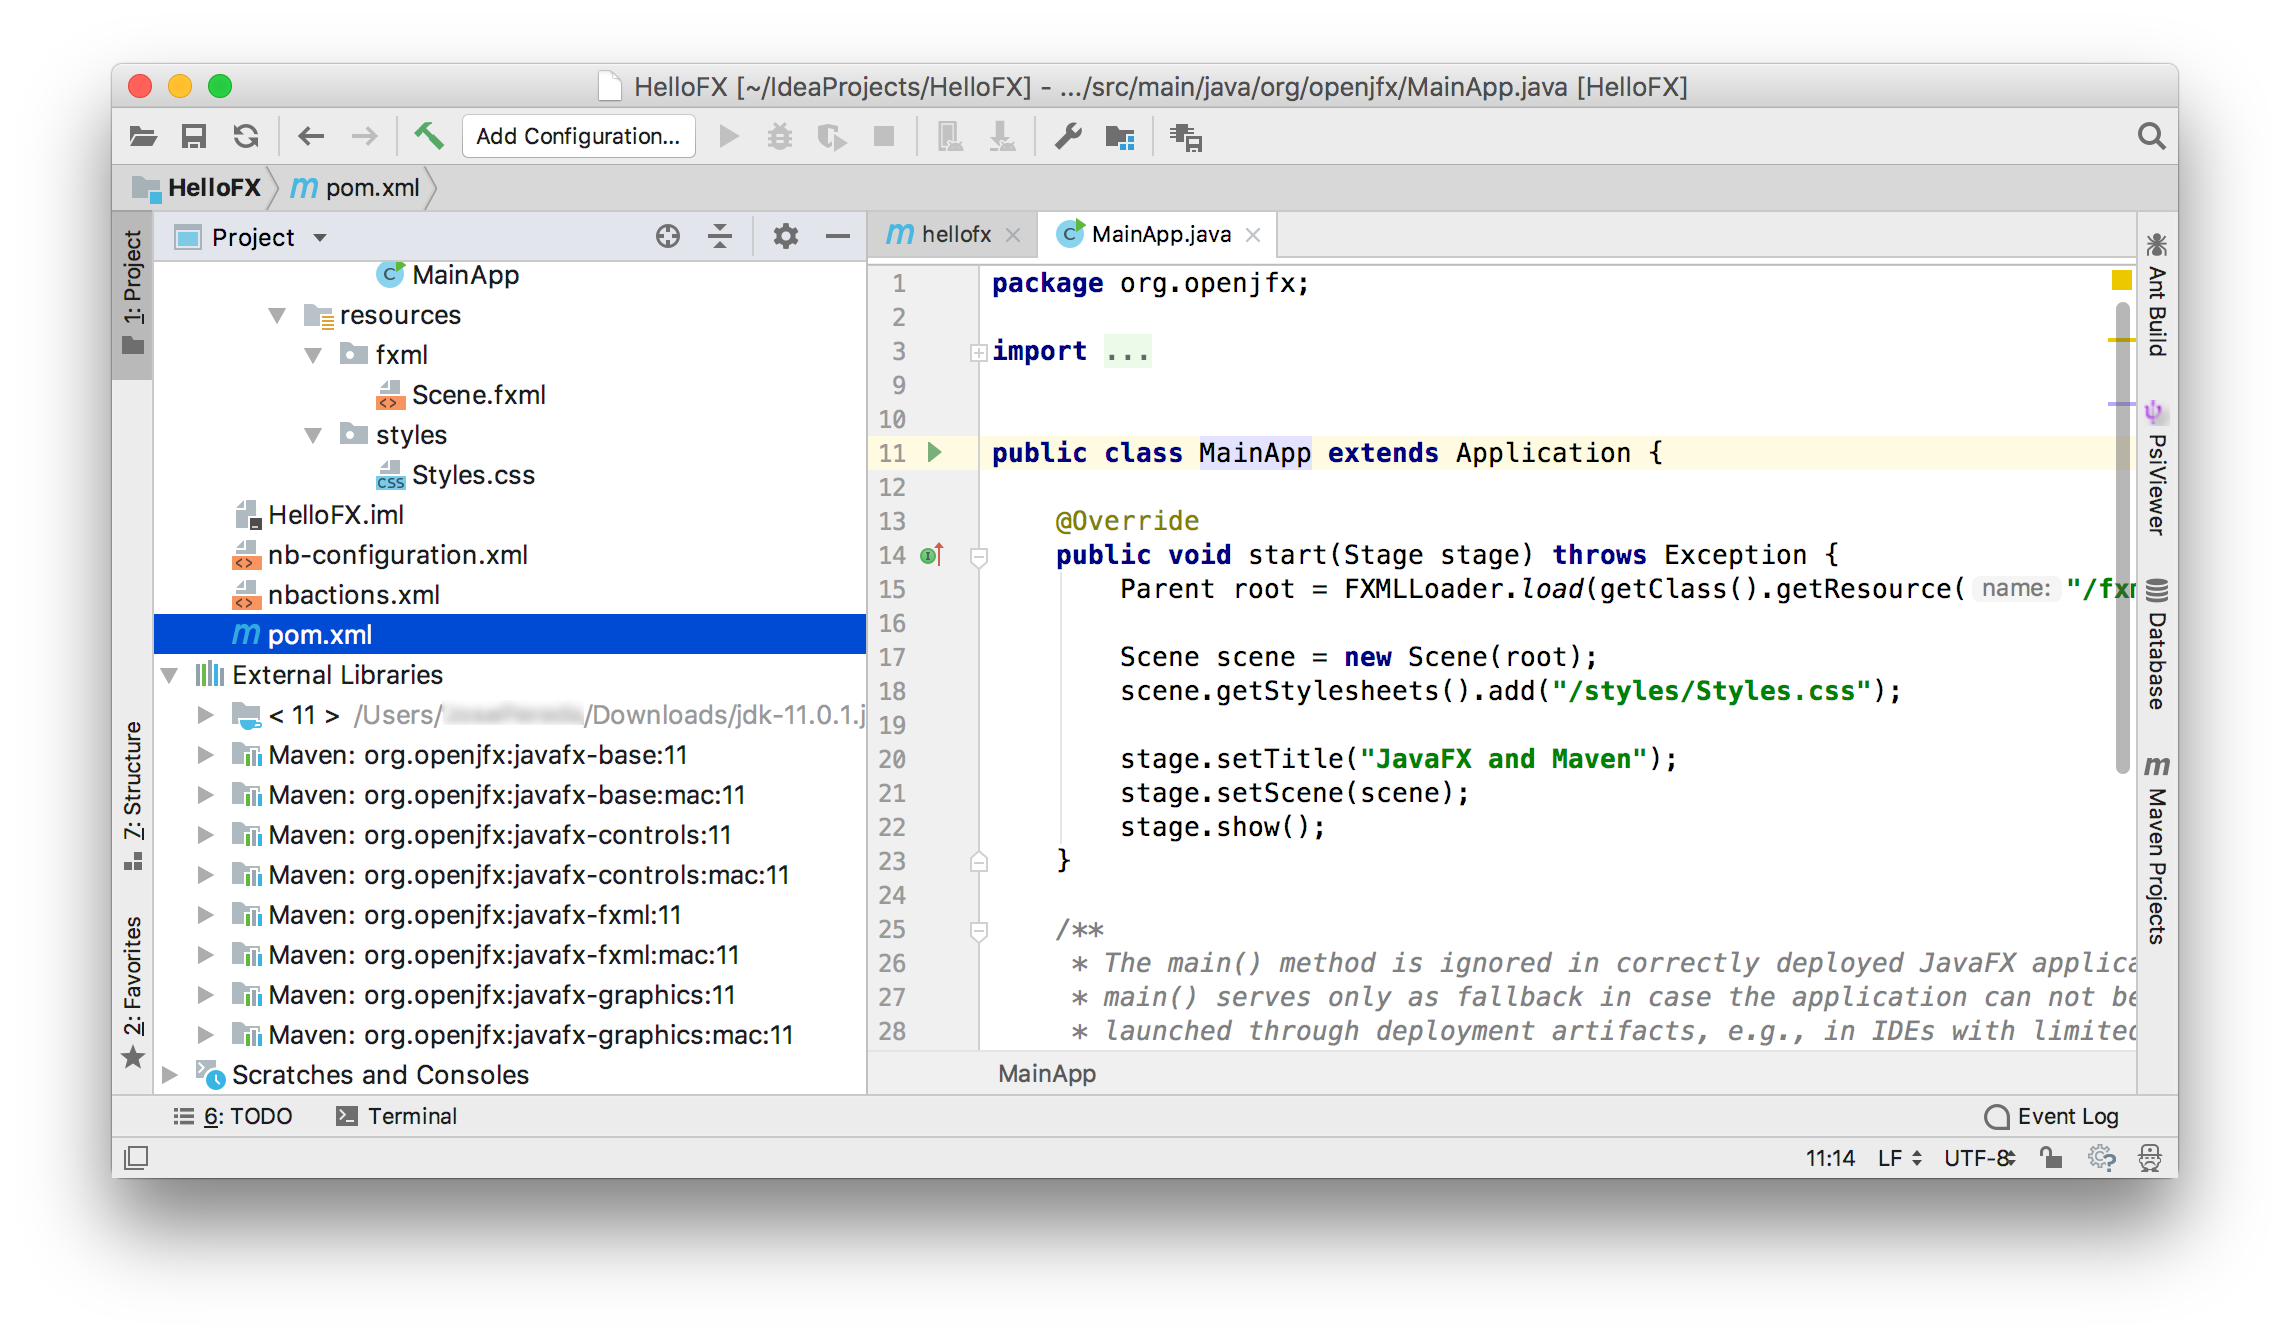 HelloFX [~/IdeaProjects/HelloFX] - .../src/main/java/org/openjfx/MainApp.java [HelloFX]
Add Configuration...
HelloFX
pom.xml
1: Project
7: Structure
2: Favorites
Project
MainApp
resources
fxml
Scene.fxml
styles
Styles.css
HelloFX.iml
nb-configuration.xml
nbactions.xml
pom.xml
External Libraries
< 11 > /Users/ /Downloads/jdk-11.0.1.j
Maven: org.openjfx:javafx-base:11
Maven: org.openjfx:javafx-base:mac:11
Maven: org.openjfx:javafx-controls:11
Maven: org.openjfx:javafx-controls:mac:11
Maven: org.openjfx:javafx-fxml:11
Maven: org.openjfx:javafx-fxml:mac:11
Maven: org.openjfx:javafx-graphics:11
Maven: org.openjfx:javafx-graphics:mac:11
Scratches and Consoles
hellofx
MainApp.java
1 package org.openjfx;
2
3 import ...
9
10
11 public class MainApp extends Application {
12
13 @Override
14 public void start(Stage stage) throws Exception {
15 Parent root = FXMLLoader.load(getClass().getResource( name: "/fxm
16
17 Scene scene = new Scene(root);
18 scene.getStylesheets().add("/styles/Styles.css");
19
20 stage.setTitle("JavaFX and Maven");
21 stage.setScene(scene);
22 stage.show();
23 }
24
25 /**
26 * The main() method is ignored in correctly deployed JavaFX applica
27 * main() serves only as fallback in case the application can not be
28 * launched through deployment artifacts, e.g., in IDEs with limited
MainApp
Ant Build
PsiViewer
Database
Maven Projects
6: TODO
Terminal
Event Log
11:14 LF UTF-8